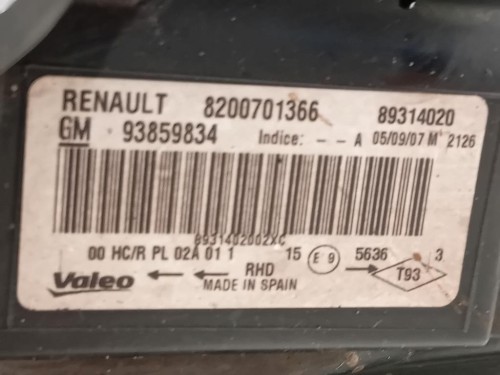 RENAULT 8200701366 89314020
GM 93859834 Indice: - - A 05/09/07 M 2126
8931402002XC
00 HC/R PL 02A 01 1 15 E 9 5636 3
Valeo ← ← RHD T93
MADE IN SPAIN